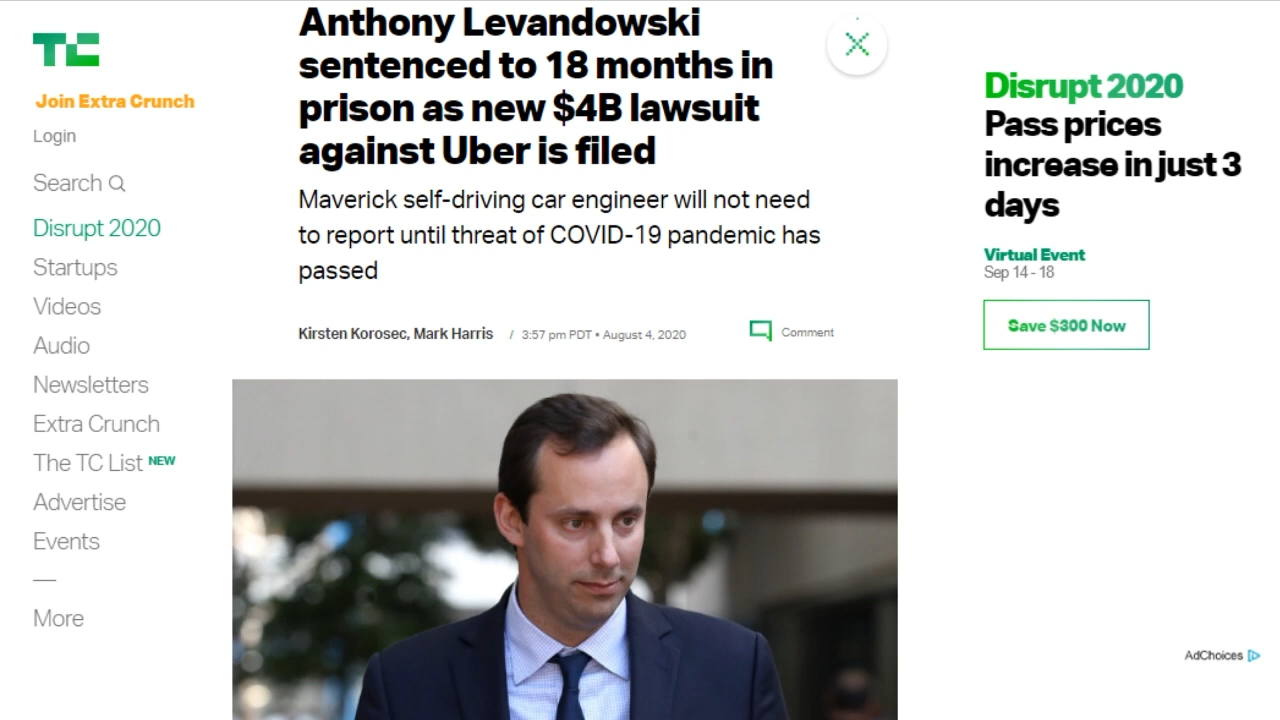 TC
Join Extra Crunch
Login
Search
Disrupt 2020
Startups
Videos
Audio
Newsletters
Extra Crunch
The TC List NEW
Advertise
Events
More
Anthony Levandowski
sentenced to 18 months in
prison as new $4B lawsuit
against Uber is filed
Maverick self-driving car engineer will not need
to report until threat of COVID-19 pandemic has
passed
Kirsten Korosec, Mark Harris / 3:57 pm PDT • August 4, 2020
Comment
Disrupt 2020
Pass prices
increase in just 3
days
Virtual Event
Sep 14 - 18
Save $300 Now
AdChoices